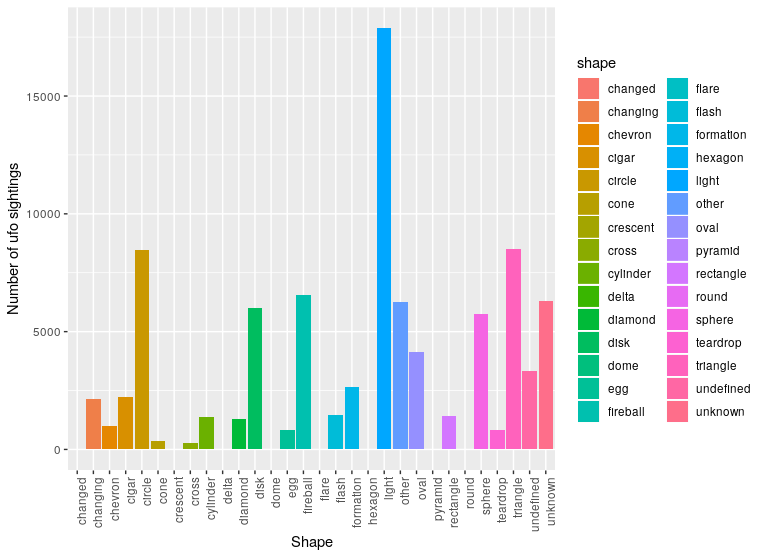 Number of ufo sightings
15000
10000
5000
0
changed
changing
chevron
cigar
circle
cone
crescent
cross
cylinder
delta
diamond
disk
dome
egg
fireball
flare
flash
formation
hexagon
light
other
oval
pyramid
rectangle
round
sphere
teardrop
triangle
undefined
unknown
Shape
shape
changed
changing
chevron
cigar
circle
cone
crescent
cross
cylinder
delta
diamond
disk
dome
egg
fireball
flare
flash
formation
hexagon
light
other
oval
pyramid
rectangle
round
sphere
teardrop
triangle
undefined
unknown